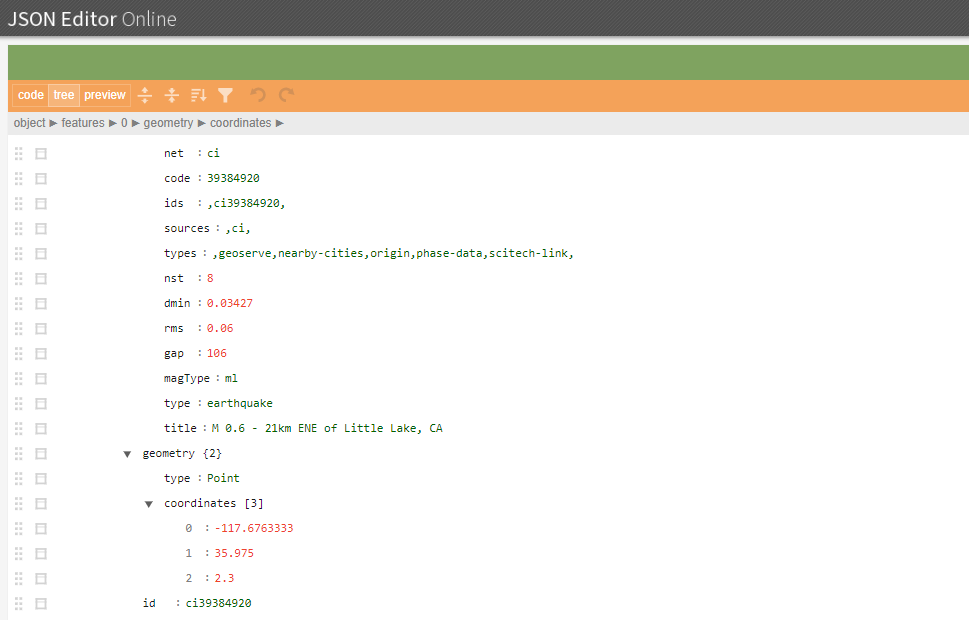 JSON Editor Online
code tree preview
object ▶ features ▶ 0 ▶ geometry ▶ coordinates ▶
net : ci
code : 39384920
ids : ,ci39384920,
sources : ,ci,
types : ,geoserve,nearby-cities,origin,phase-data,scitech-link,
nst : 8
dmin : 0.03427
rms : 0.06
gap : 106
magType : ml
type : earthquake
title : M 0.6 - 21km ENE of Little Lake, CA
▼ geometry {2}
type : Point
▼ coordinates [3]
0 : -117.6763333
1 : 35.975
2 : 2.3
id : ci39384920